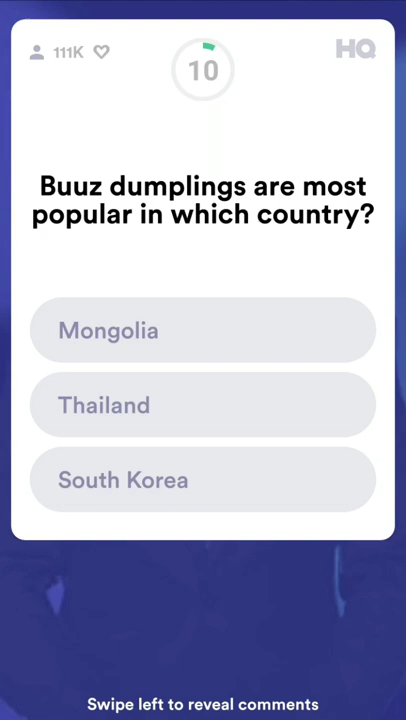 111K
10
HQ
Buuz dumplings are most
popular in which country?
Mongolia
Thailand
South Korea
Swipe left to reveal comments